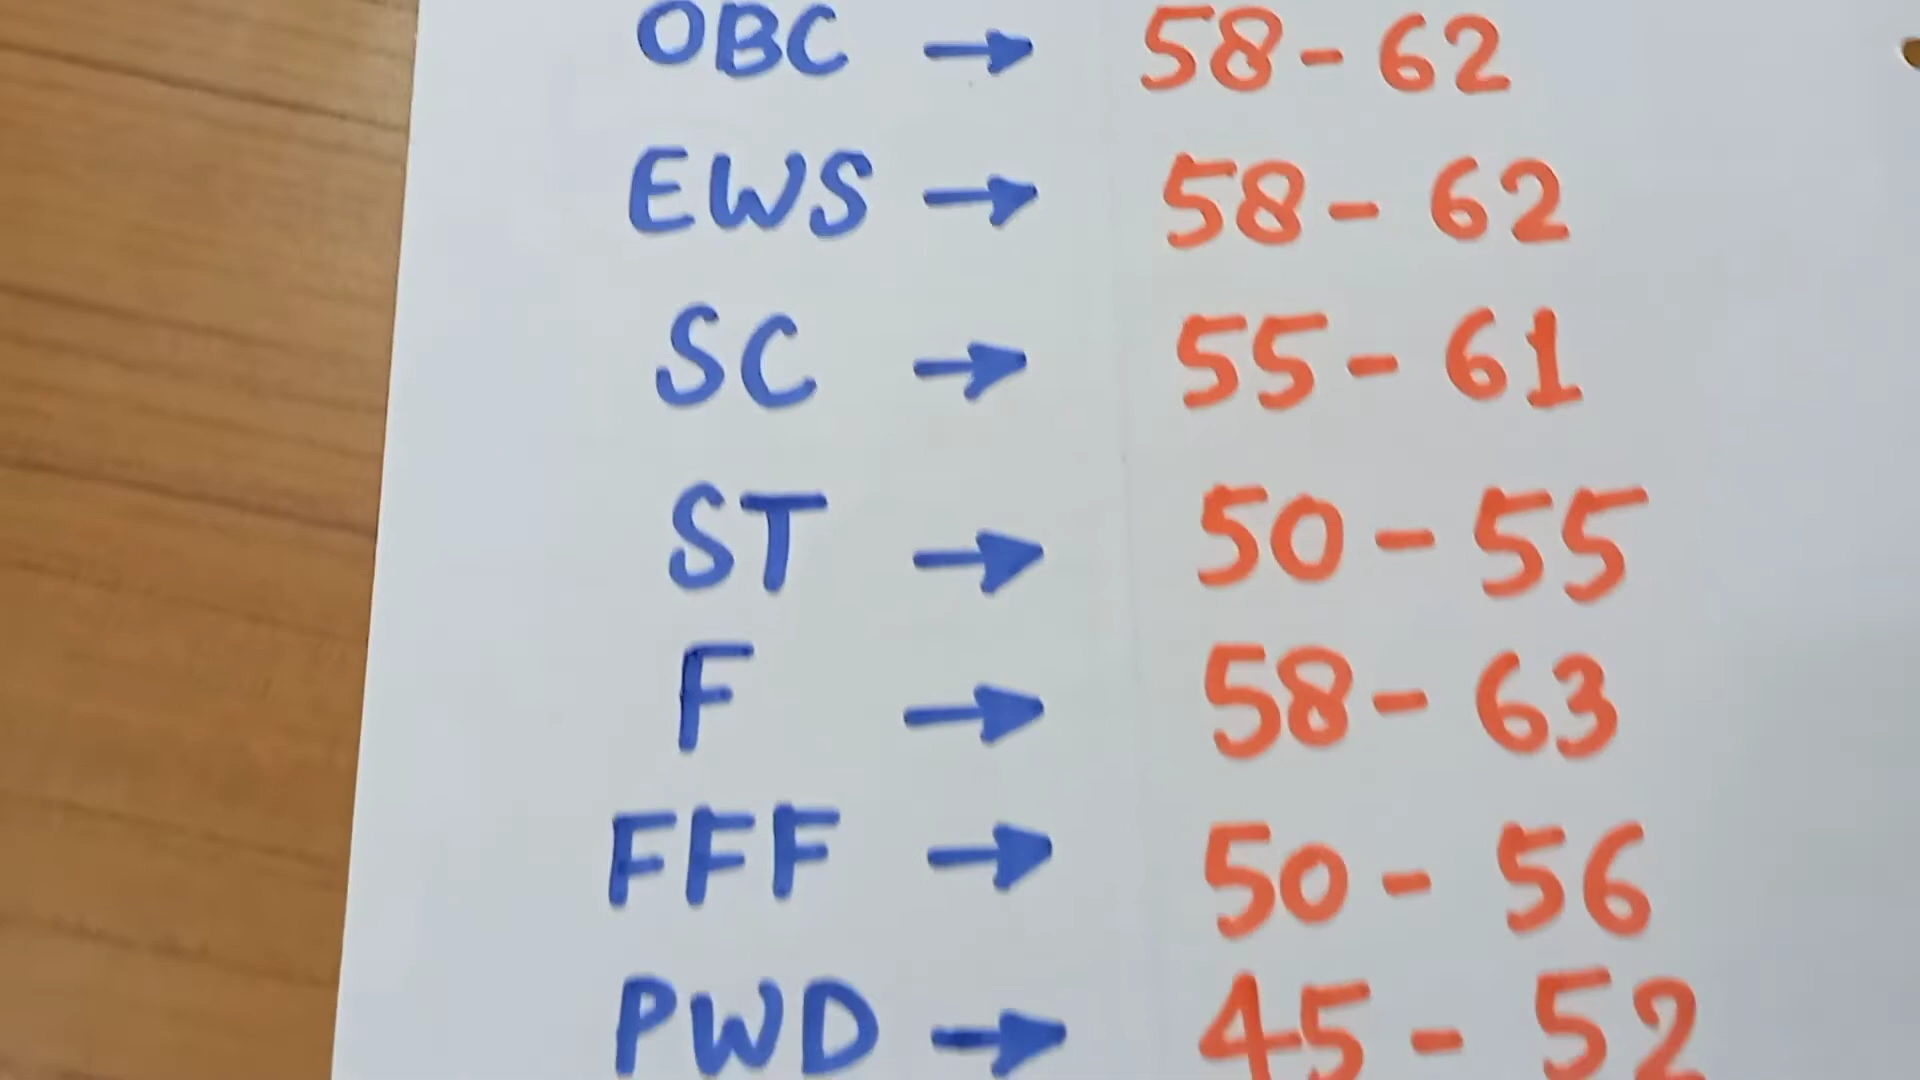 OBC → 58 - 62
EWS → 58 - 62
SC → 55 - 61
ST → 50 - 55
F → 58 - 63
FFF → 50 - 56
PWD → 45 - 52